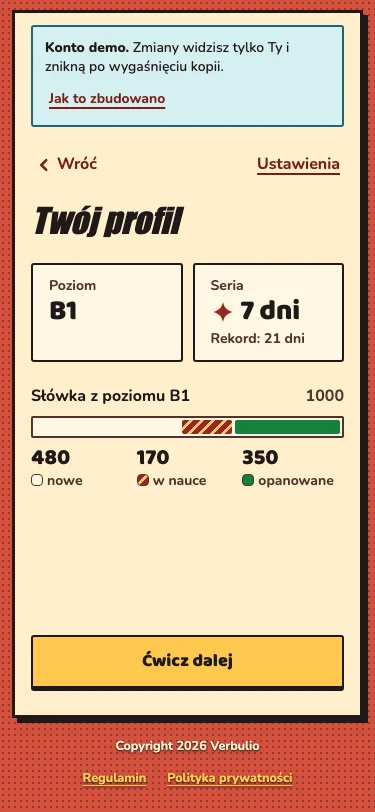 Konto demo. Zmiany widzisz tylko Ty i
znikną po wygaśnięciu kopii.
Jak to zbudowano
Wróć
Ustawienia
Twój profil
Poziom
B1
Seria
7 dni
Rekord: 21 dni
Słówka z poziomu B1
1000
480
nowe
170
w nauce
350
opanowane
Ćwicz dalej
Copyright 2026 Verbulio
Regulamin
Polityka prywatności